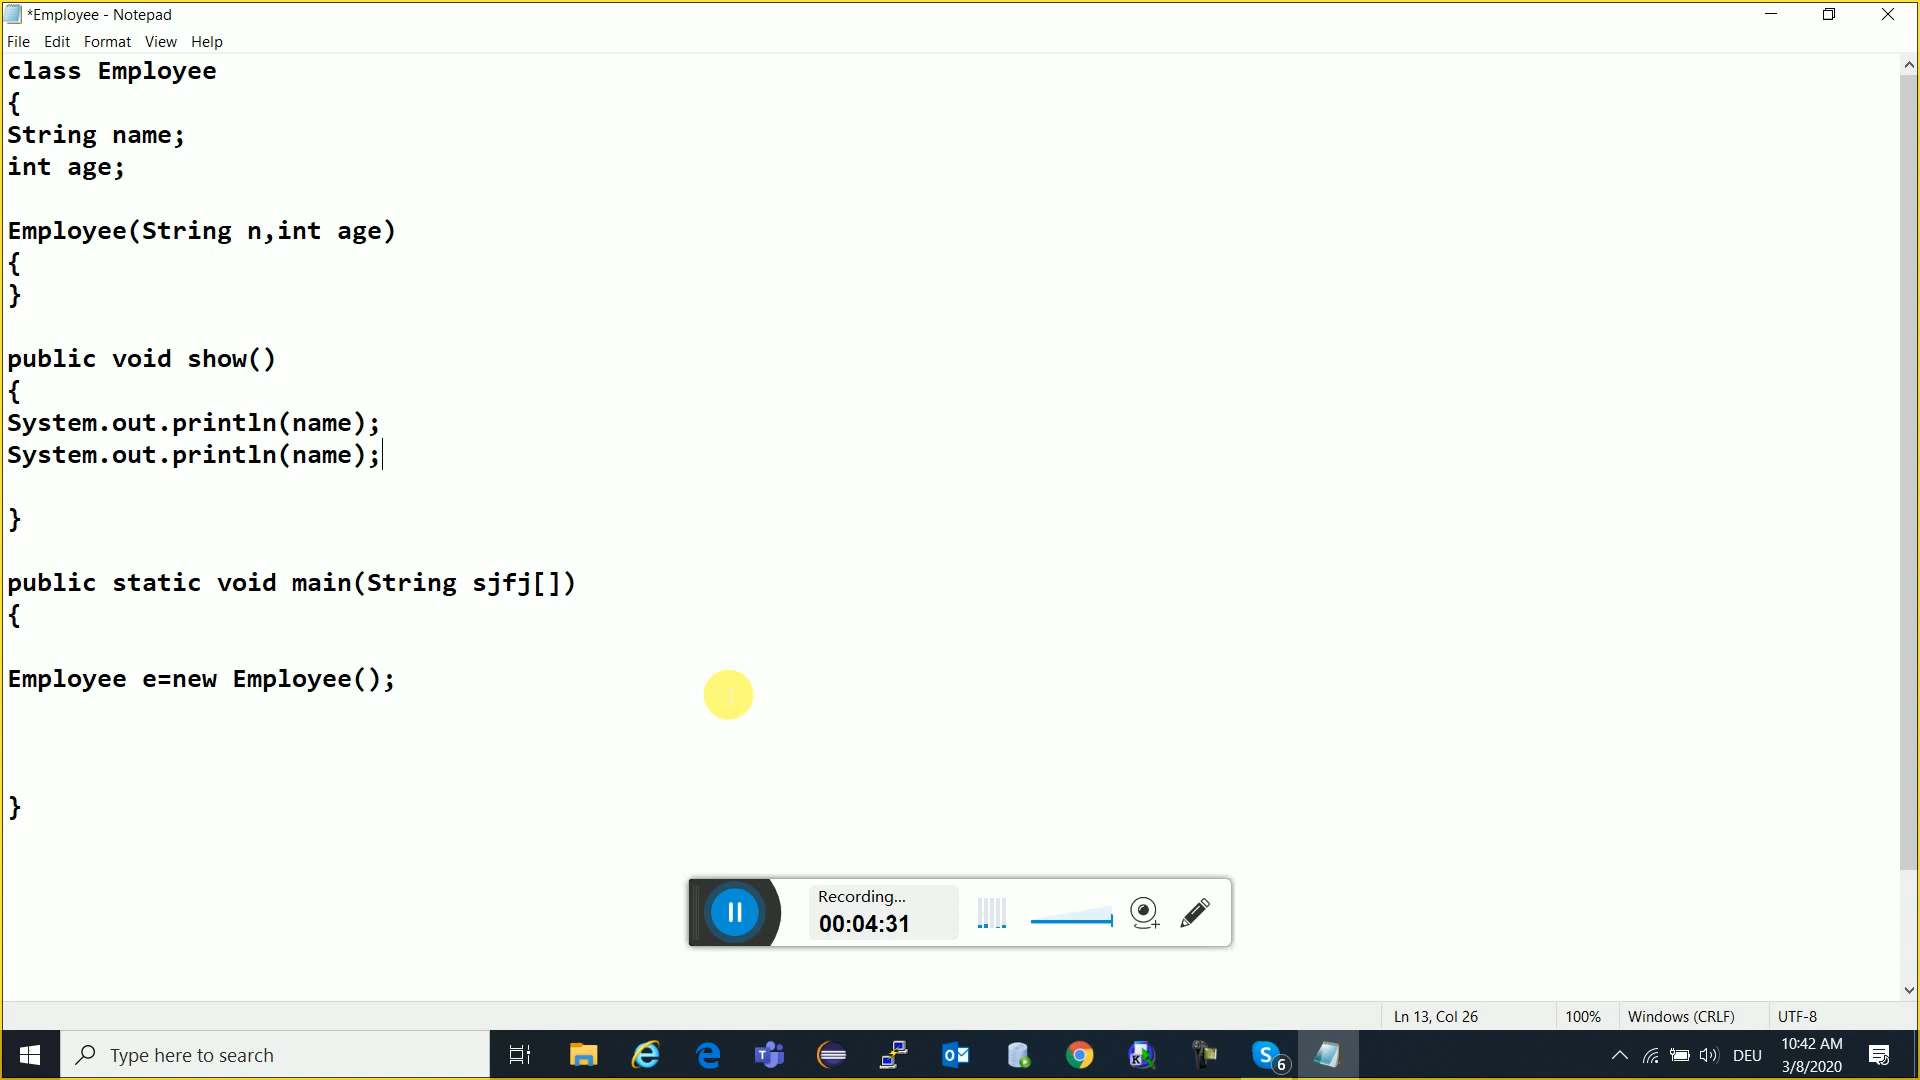 *Employee - Notepad
File Edit Format View Help
class Employee
{
String name;
int age;
Employee(String n,int age)
{
}
public void show()
{
System.out.println(name);
System.out.println(name);
}
public static void main(String sjfj[])
{
Employee e=new Employee();
}
Recording...
00:04:31
Ln 13, Col 26 100% Windows (CRLF) UTF-8
Type here to search
6
DEU
10:42 AM
3/8/2020